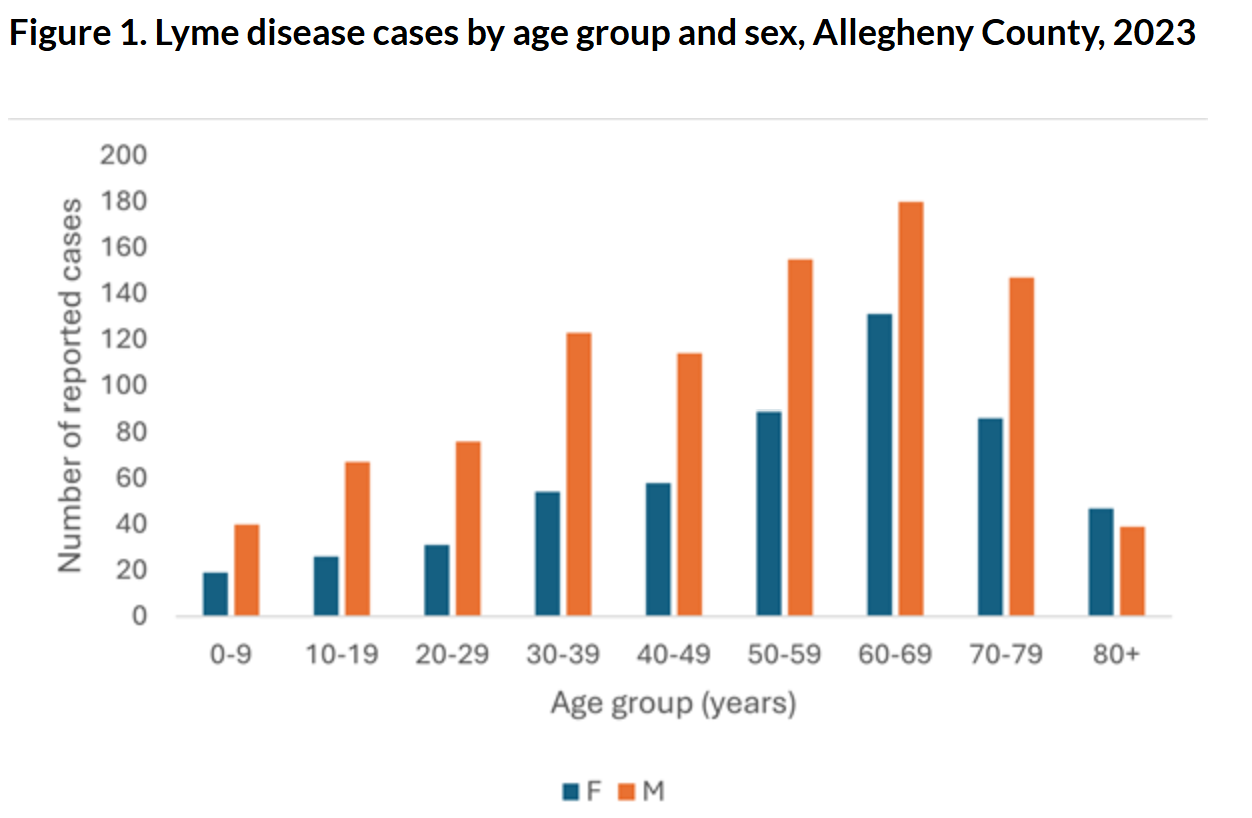 Figure 1. Lyme disease cases by age group and sex, Allegheny County, 2023
200
180
160
140
120
100
80
60
40
20
0
Number of reported cases
0-9 10-19 20-29 30-39 40-49 50-59 60-69 70-79 80+
Age group (years)
F M